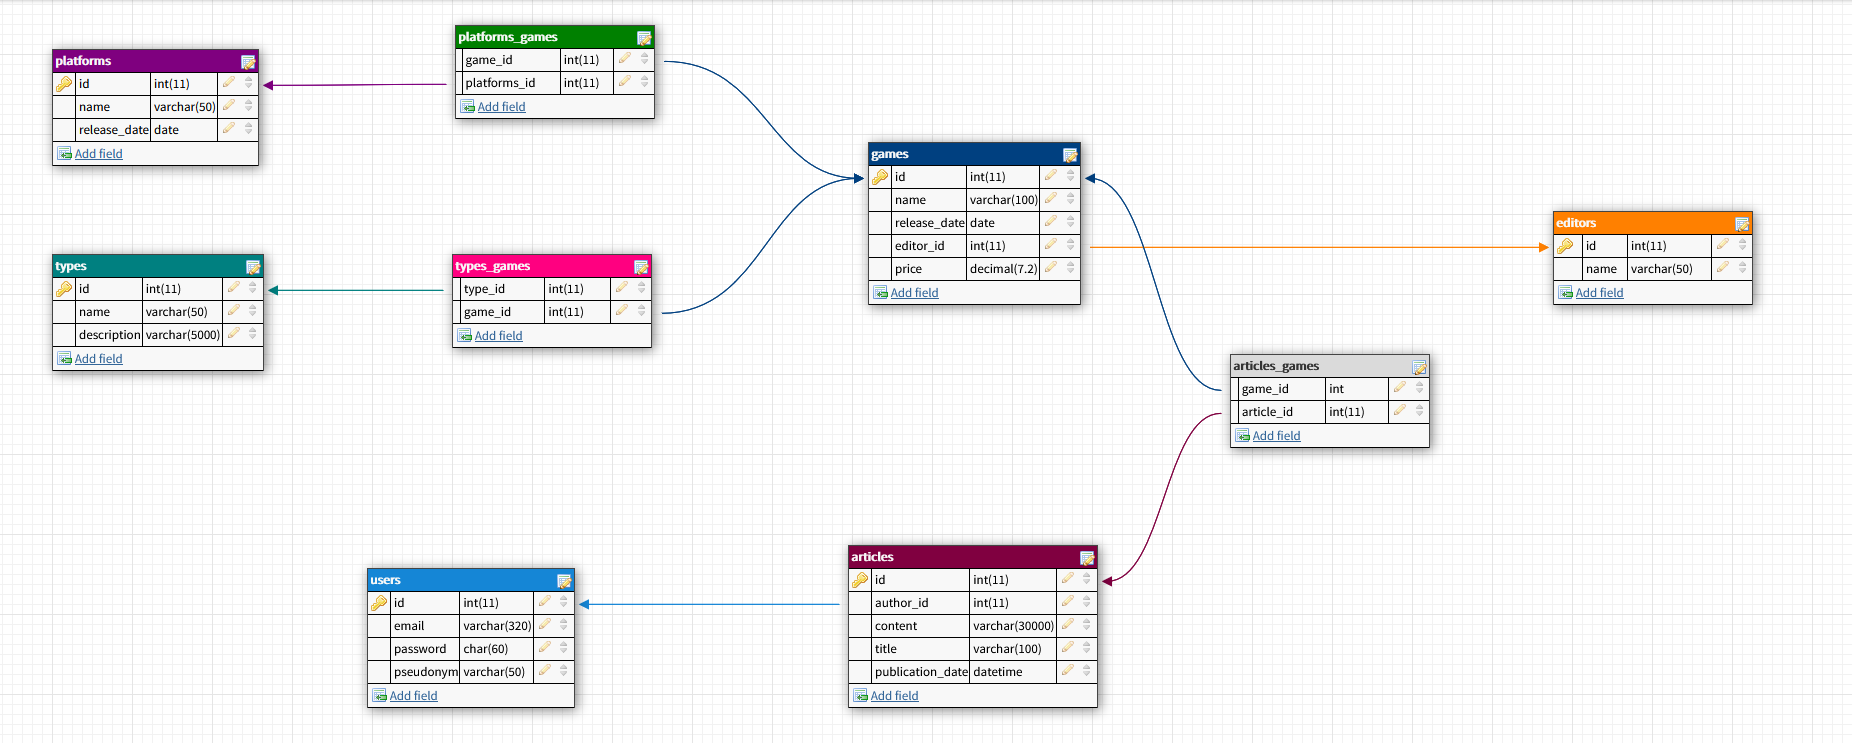 platforms
id int(11)
name varchar(50)
release_date date
Add field
platforms_games
game_id int(11)
platforms_id int(11)
Add field
games
id int(11)
name varchar(100)
release_date date
editor_id int(11)
price decimal(7.2)
Add field
editors
id int(11)
name varchar(50)
Add field
types
id int(11)
name varchar(50)
description varchar(5000)
Add field
types_games
type_id int(11)
game_id int(11)
Add field
articles_games
game_id int
article_id int(11)
Add field
users
id int(11)
email varchar(320)
password char(60)
pseudonym varchar(50)
Add field
articles
id int(11)
author_id int(11)
content varchar(30000)
title varchar(100)
publication_date datetime
Add field